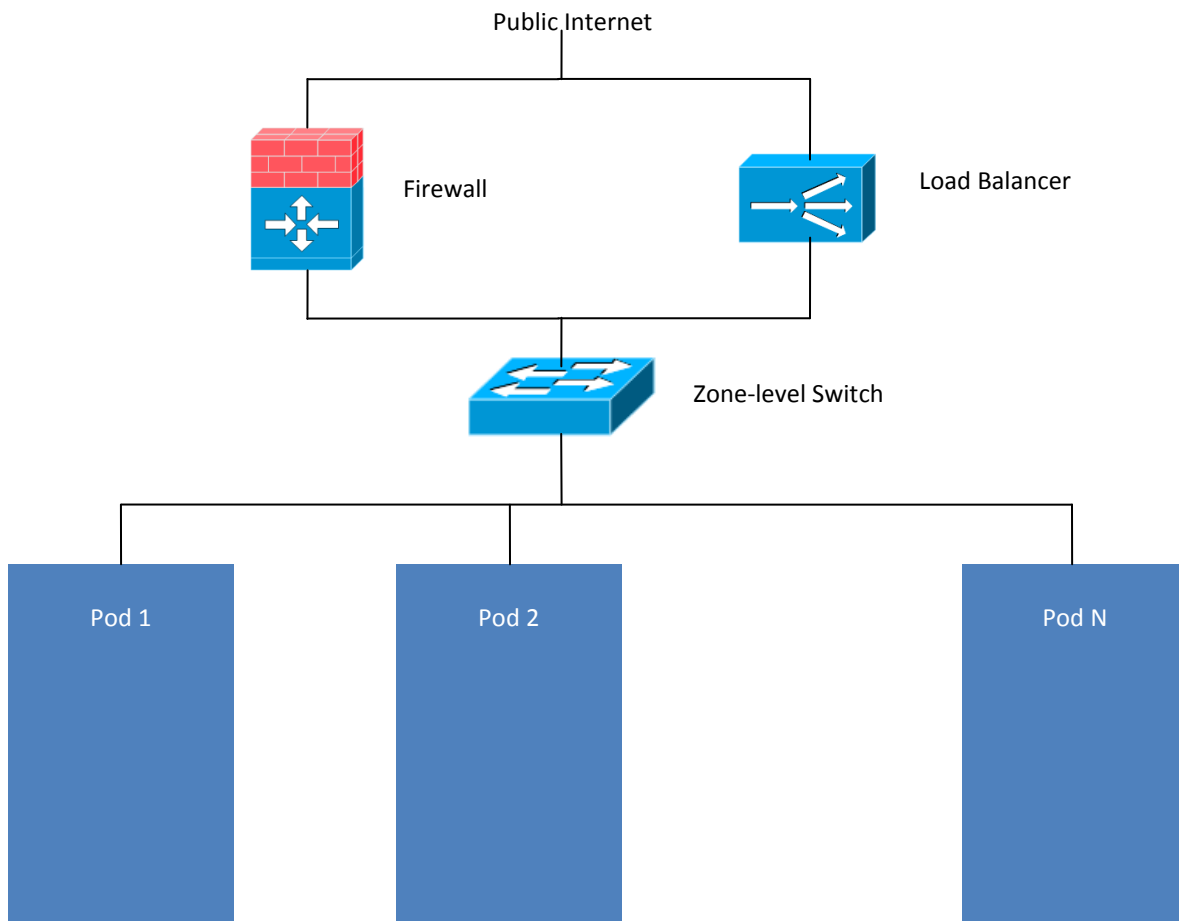 Public Internet
Firewall
Load Balancer
Zone-level Switch
Pod 1
Pod 2
Pod N